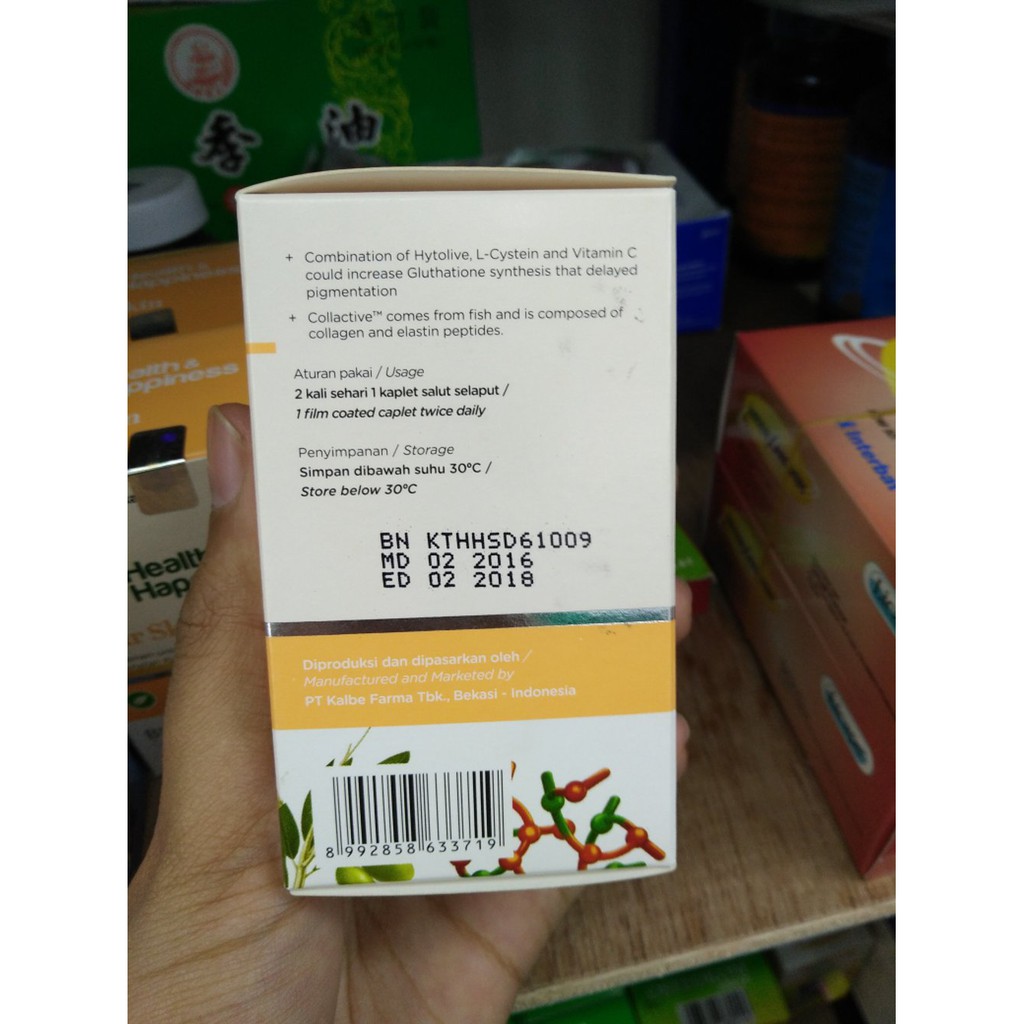 季 油
+ Combination of Hytolive, L-Cystein and Vitamin C
could increase Gluthatione synthesis that delayed
pigmentation
+ Collactive™ comes from fish and is composed of
collagen and elastin peptides.
Aturan pakai / Usage
2 kali sehari 1 kaplet salut selaput /
1 film coated caplet twice daily
Penyimpanan / Storage
Simpan dibawah suhu 30°C /
Store below 30°C
BN KTHHSD61009
MD 02 2016
ED 02 2018
Diproduksi dan dipasarkan oleh /
Manufactured and Marketed by
PT Kalbe Farma Tbk., Bekasi - Indonesia
8 992858 633719